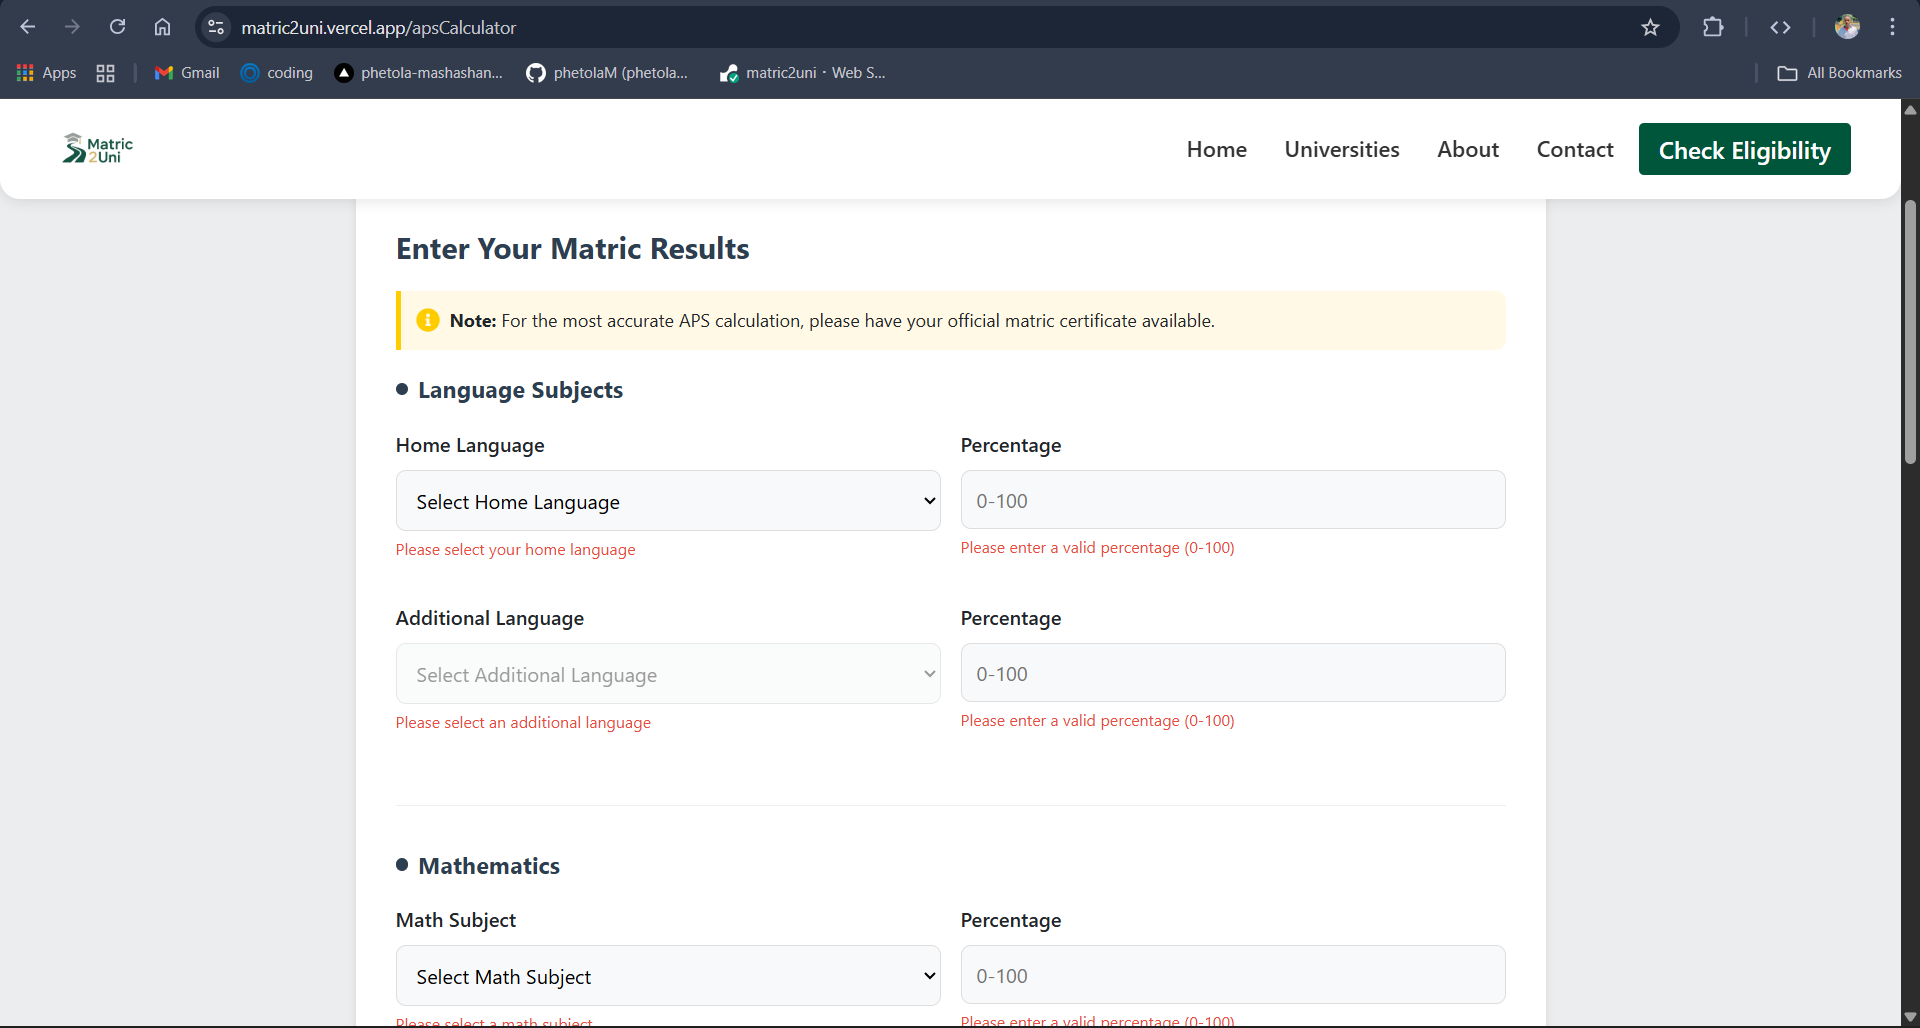 matric2uni.vercel.app/apsCalculator
Apps Gmail coding phetola-mashashan... phetolaM (phetola... matric2uni · Web S... All Bookmarks
Matric
2Uni
Home Universities About Contact Check Eligibility
Enter Your Matric Results
Note: For the most accurate APS calculation, please have your official matric certificate available.
Language Subjects
Home Language Percentage
Select Home Language 0-100
Please select your home language Please enter a valid percentage (0-100)
Additional Language Percentage
Select Additional Language 0-100
Please select an additional language Please enter a valid percentage (0-100)
Mathematics
Math Subject Percentage
Select Math Subject 0-100
Please select a math subject Please enter a valid percentage (0-100)